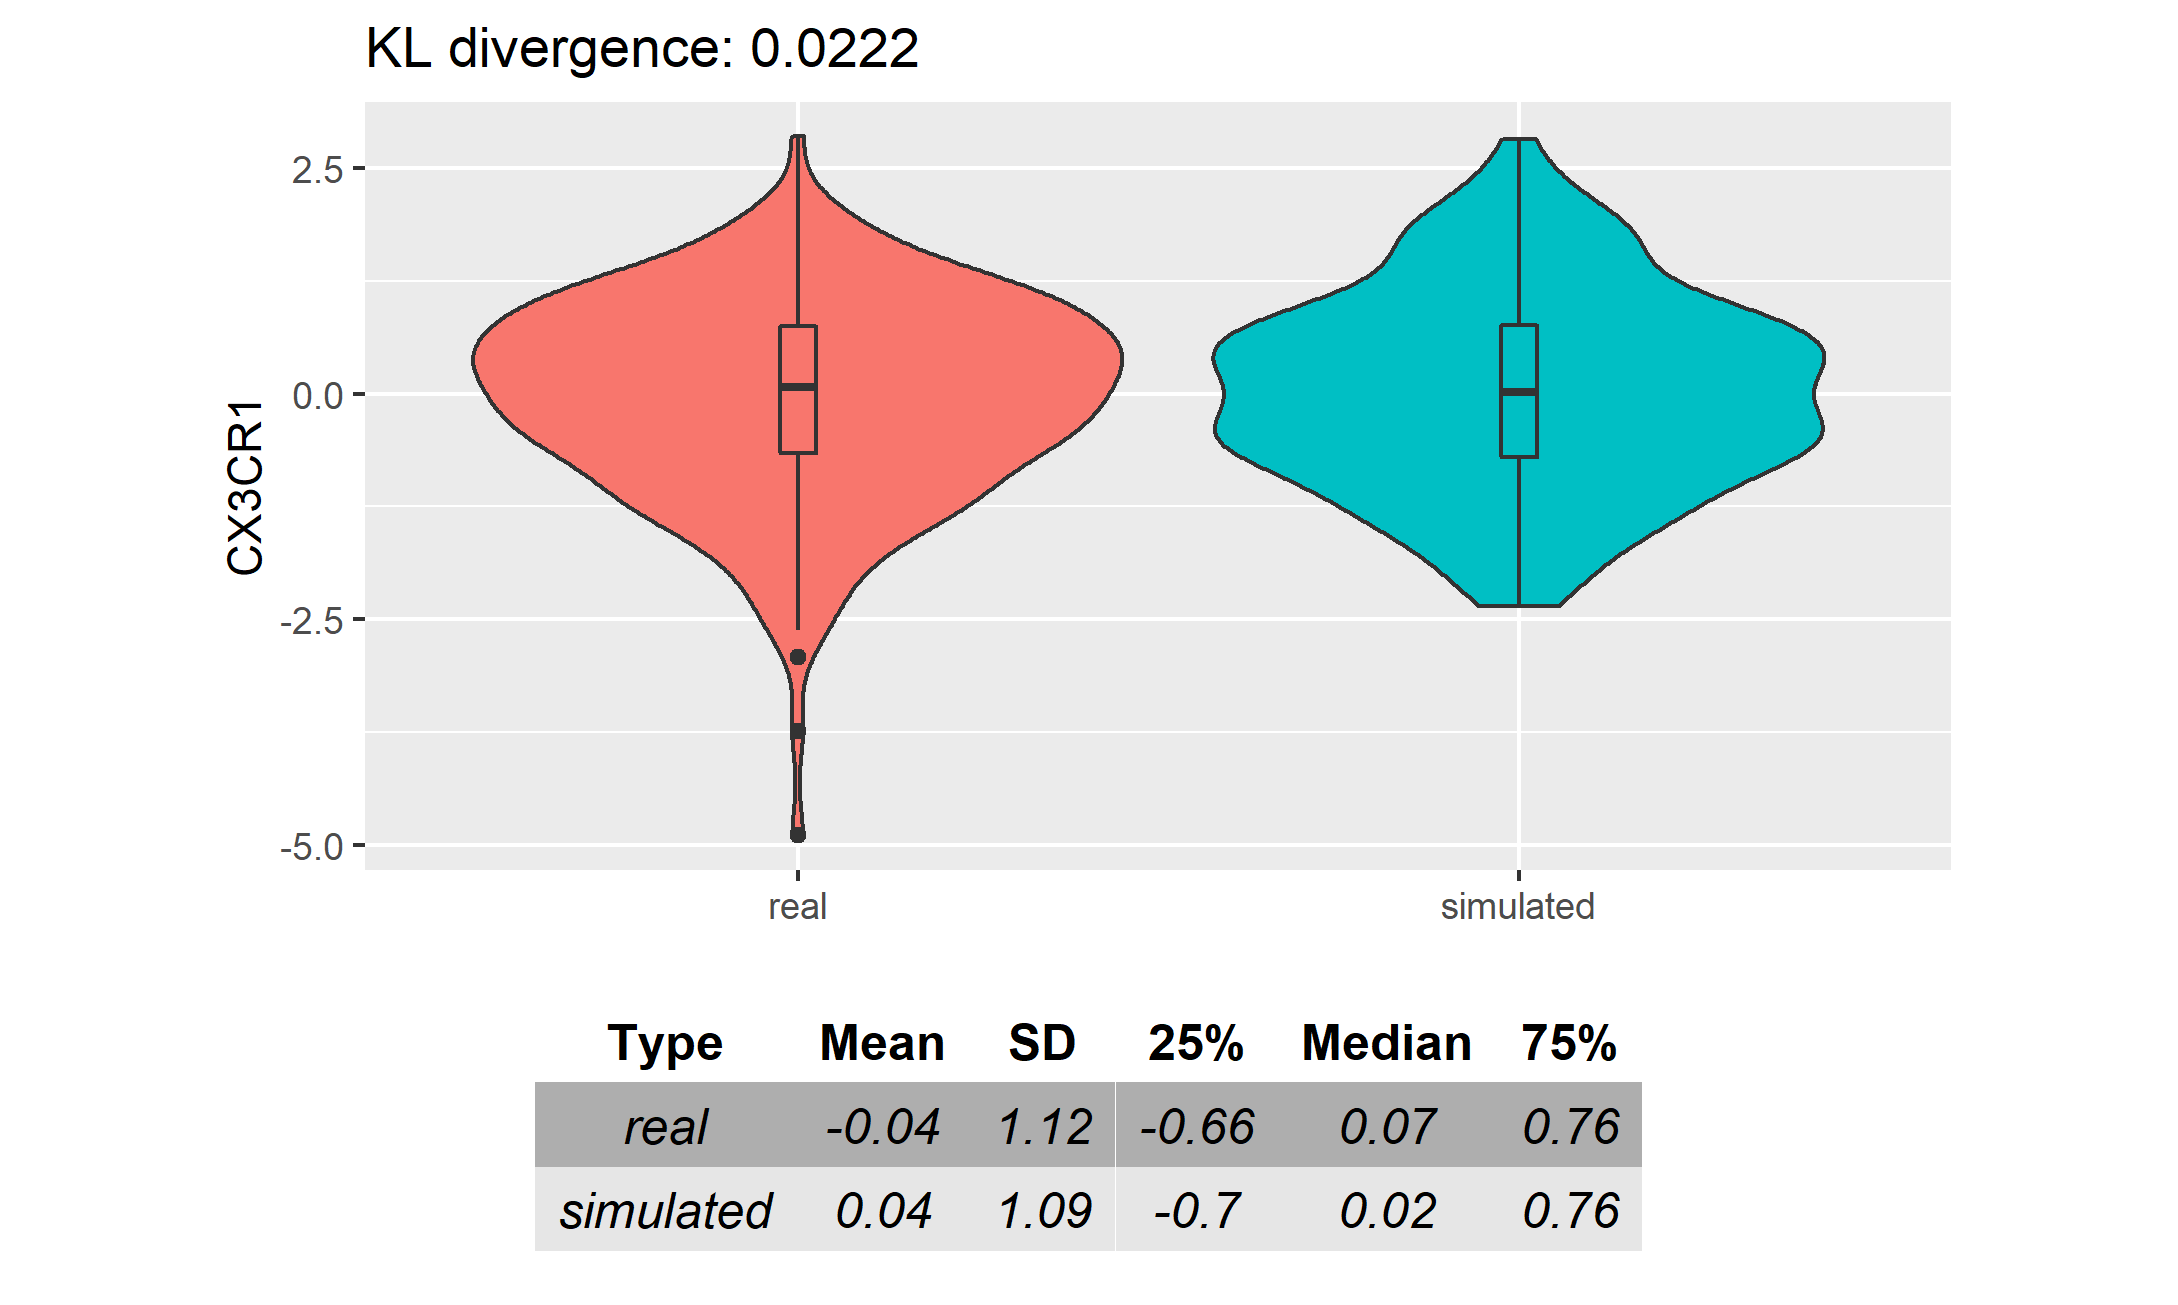 KL divergence: 0.0222
CX3CR1
2.5
0.0
-2.5
-5.0
real simulated
Type Mean SD 25% Median 75%
real -0.04 1.12 -0.66 0.07 0.76
simulated 0.04 1.09 -0.7 0.02 0.76